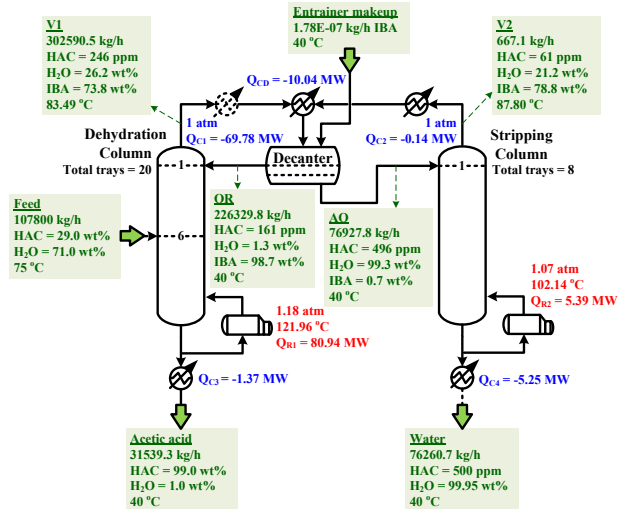 Entrainer makeup
1.78E-07 kg/h IBA
40 °C
V1
302590.5 kg/h
HAC = 246 ppm
H₂O = 26.2 wt%
IBA = 73.8 wt%
83.49 °C
V2
667.1 kg/h
HAC = 61 ppm
H₂O = 21.2 wt%
IBA = 78.8 wt%
87.80 °C
Q_CD = -10.04 MW
1 atm
Q_C1 = -69.78 MW
1 atm
Q_C2 = -0.14 MW
Dehydration
Column
Total trays = 20
Decanter
Stripping
Column
Total trays = 8
1
1
6
Feed
107800 kg/h
HAC = 29.0 wt%
H₂O = 71.0 wt%
75 °C
OR
226329.8 kg/h
HAC = 161 ppm
H₂O = 1.3 wt%
IBA = 98.7 wt%
40 °C
AO
76927.8 kg/h
HAC = 496 ppm
H₂O = 99.3 wt%
IBA = 0.7 wt%
40 °C
1.18 atm
121.96 °C
Q_R1 = 80.94 MW
1.07 atm
102.14 °C
Q_R2 = 5.39 MW
Q_C3 = -1.37 MW
Q_C4 = -5.25 MW
Acetic acid
31539.3 kg/h
HAC = 99.0 wt%
H₂O = 1.0 wt%
40 °C
Water
76260.7 kg/h
HAC = 500 ppm
H₂O = 99.95 wt%
40 °C